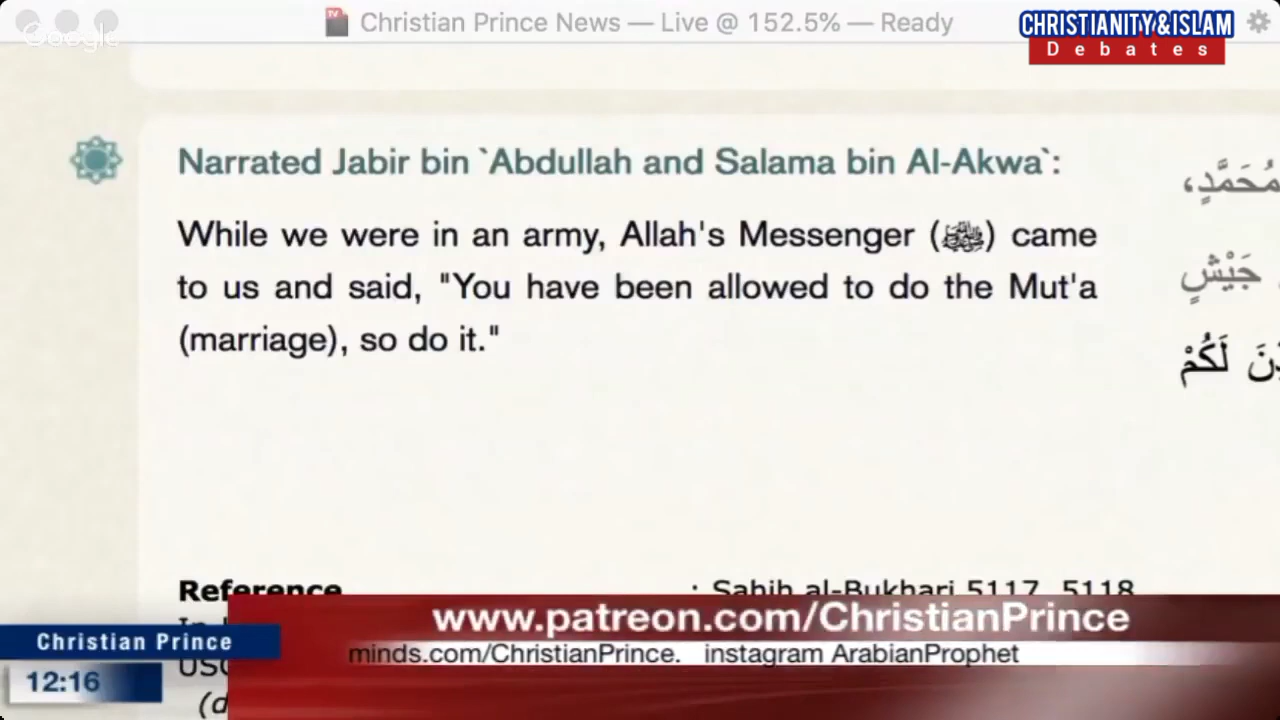 Christian Prince News — Live @ 152.5% — Ready
Google
CHRISTIANITY&ISLAM
Debates
Narrated Jabir bin `Abdullah and Salama bin Al-Akwa`:
While we were in an army, Allah's Messenger (ﷺ) came
to us and said, "You have been allowed to do the Mut'a
(marriage), so do it."
مُحَمَّدٍ،
جَيْشٍ
لَكُمْ
Reference : Sahih al-Bukhari 5117, 5118
www.patreon.com/ChristianPrince
Christian Prince
minds.com/ChristianPrince. instagram ArabianProphet
12:16